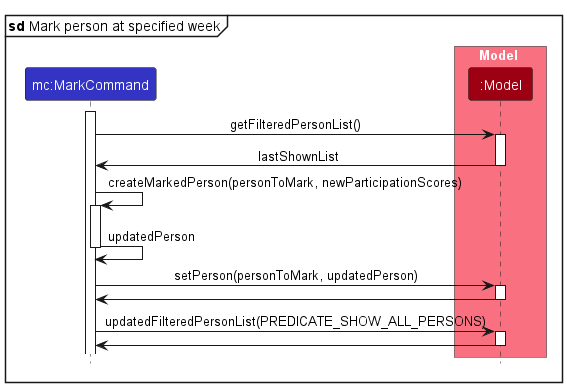 sd Mark person at specified week
Model
mc:MarkCommand
:Model
getFilteredPersonList()
lastShownList
createMarkedPerson(personToMark, newParticipationScores)
updatedPerson
setPerson(personToMark, updatedPerson)
updatedFilteredPersonList(PREDICATE_SHOW_ALL_PERSONS)